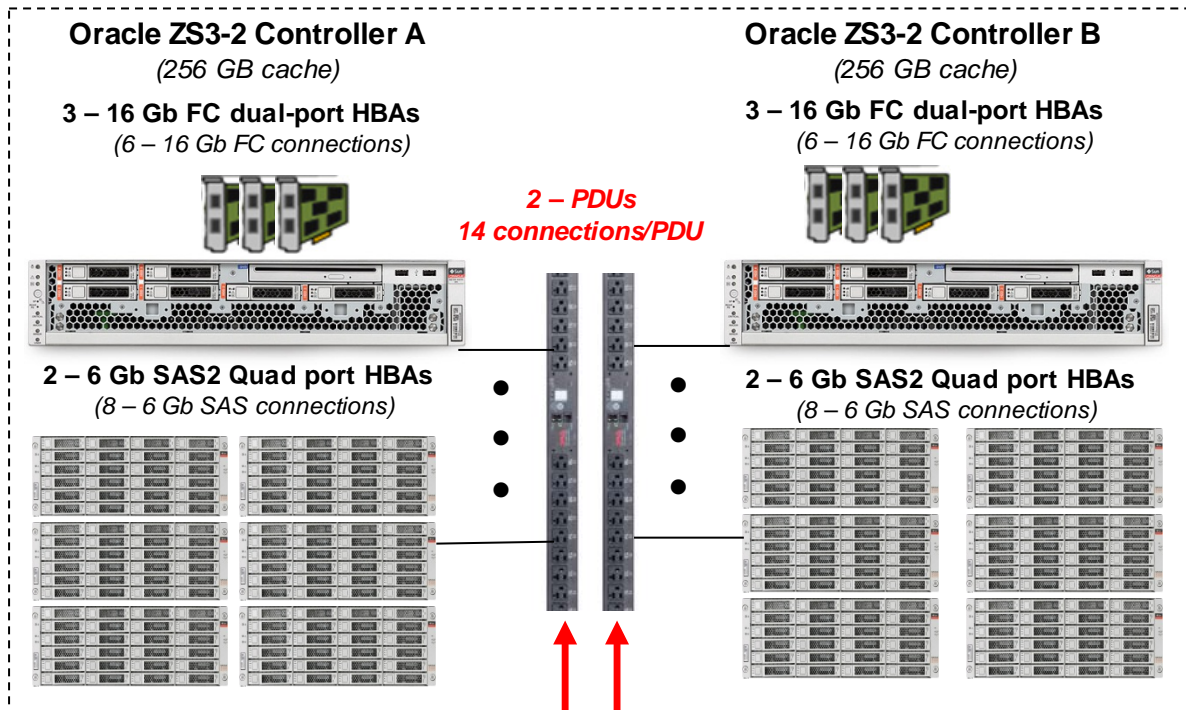 Oracle ZS3-2 Controller A
(256 GB cache)
3 – 16 Gb FC dual-port HBAs
(6 – 16 Gb FC connections)
2 – PDUs
14 connections/PDU
2 – 6 Gb SAS2 Quad port HBAs
(8 – 6 Gb SAS connections)
Oracle ZS3-2 Controller B
(256 GB cache)
3 – 16 Gb FC dual-port HBAs
(6 – 16 Gb FC connections)
2 – 6 Gb SAS2 Quad port HBAs
(8 – 6 Gb SAS connections)